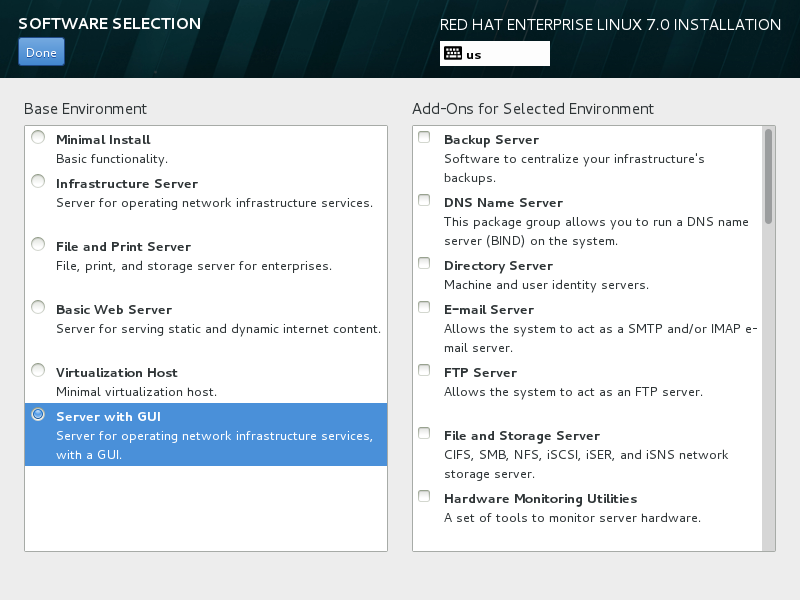 SOFTWARE SELECTION
Done
RED HAT ENTERPRISE LINUX 7.0 INSTALLATION
us
Base Environment
Minimal Install
Basic functionality.
Infrastructure Server
Server for operating network infrastructure services.
File and Print Server
File, print, and storage server for enterprises.
Basic Web Server
Server for serving static and dynamic internet content.
Virtualization Host
Minimal virtualization host.
Server with GUI
Server for operating network infrastructure services,
with a GUI.
Add-Ons for Selected Environment
Backup Server
Software to centralize your infrastructure's
backups.
DNS Name Server
This package group allows you to run a DNS name
server (BIND) on the system.
Directory Server
Machine and user identity servers.
E-mail Server
Allows the system to act as a SMTP and/or IMAP e-
mail server.
FTP Server
Allows the system to act as an FTP server.
File and Storage Server
CIFS, SMB, NFS, iSCSI, iSER, and iSNS network
storage server.
Hardware Monitoring Utilities
A set of tools to monitor server hardware.